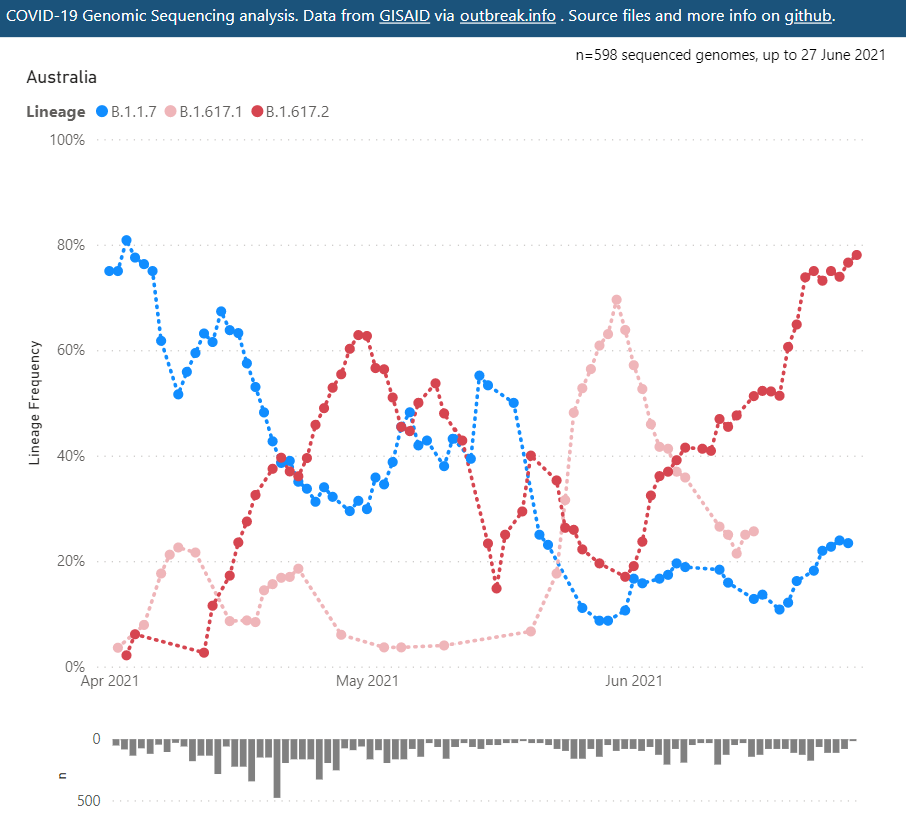 COVID-19 Genomic Sequencing analysis. Data from GISAID via outbreak.info . Source files and more info on github.
n=598 sequenced genomes, up to 27 June 2021
Australia
Lineage B.1.1.7 B.1.617.1 B.1.617.2
100%
80%
60%
40%
20%
0%
Lineage Frequency
Apr 2021 May 2021 Jun 2021
0
n
500